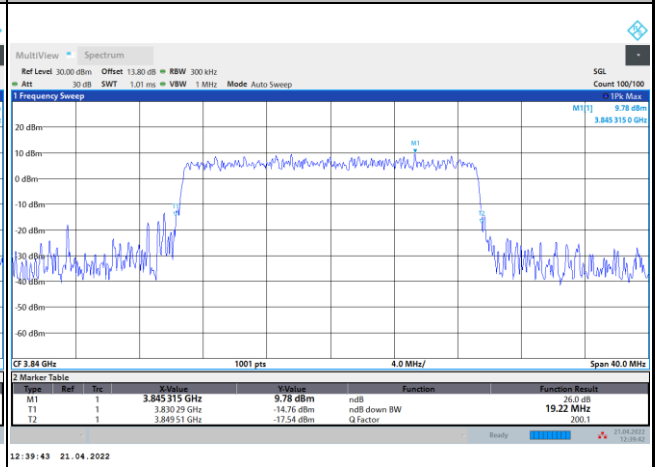 MultiView Spectrum
Ref Level 30.00 dBm Offset 13.80 dB RBW 300 kHz SGL
Att 30 dB SWT 1.01 ms VBW 1 MHz Mode Auto Sweep Count 100/100
1 Frequency Sweep 1Pk Max
M1[1] 9.78 dBm
3.845 315 0 GHz
20 dBm
M1
10 dBm
0 dBm
-10 dBm
T1
T2
-20 dBm
-30 dBm
-40 dBm
-50 dBm
-60 dBm
CF 3.84 GHz 1001 pts 4.0 MHz/ Span 40.0 MHz
2 Marker Table
Type Ref Trc X-Value Y-Value Function Function Result
M1 1 3.845 315 GHz 9.78 dBm ndB 26.0 dB
T1 1 3.830 29 GHz -14.76 dBm ndB down BW 19.22 MHz
T2 1 3.849 51 GHz -17.54 dBm Q Factor 200.1
Ready 21.04.2022
12:39:42
12:39:43 21.04.2022